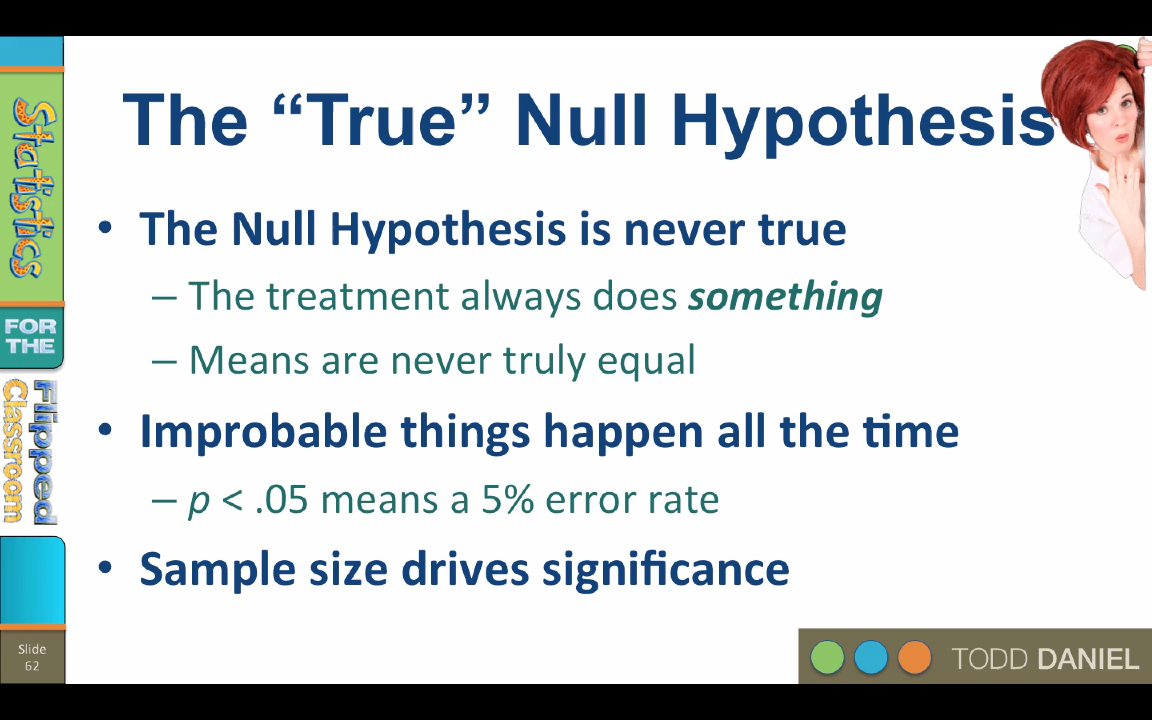 The “True” Null Hypothesis
• The Null Hypothesis is never true
– The treatment always does something
– Means are never truly equal
• Improbable things happen all the time
– p < .05 means a 5% error rate
• Sample size drives significance
Statistics
FOR THE
Flipped
Classroom
Slide
62
TODD DANIEL